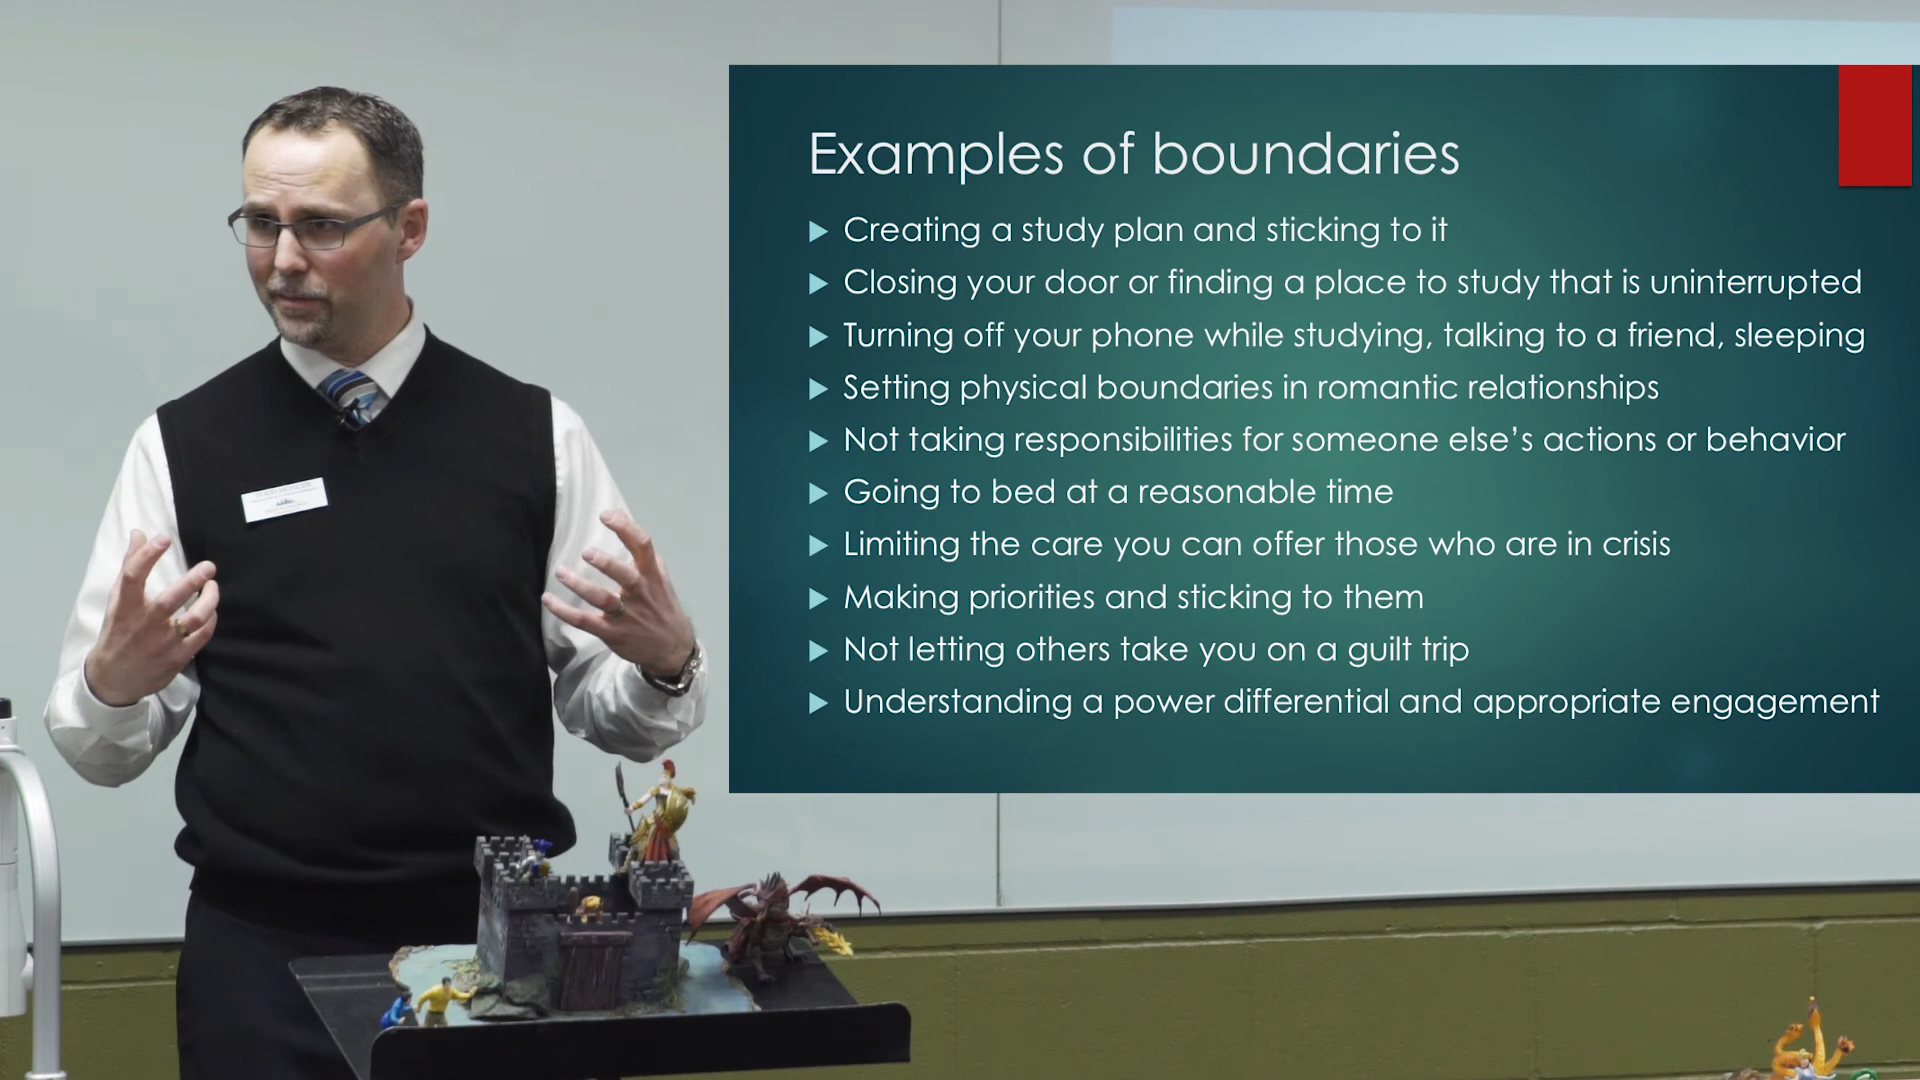 Examples of boundaries
Creating a study plan and sticking to it
Closing your door or finding a place to study that is uninterrupted
Turning off your phone while studying, talking to a friend, sleeping
Setting physical boundaries in romantic relationships
Not taking responsibilities for someone else’s actions or behavior
Going to bed at a reasonable time
Limiting the care you can offer those who are in crisis
Making priorities and sticking to them
Not letting others take you on a guilt trip
Understanding a power differential and appropriate engagement